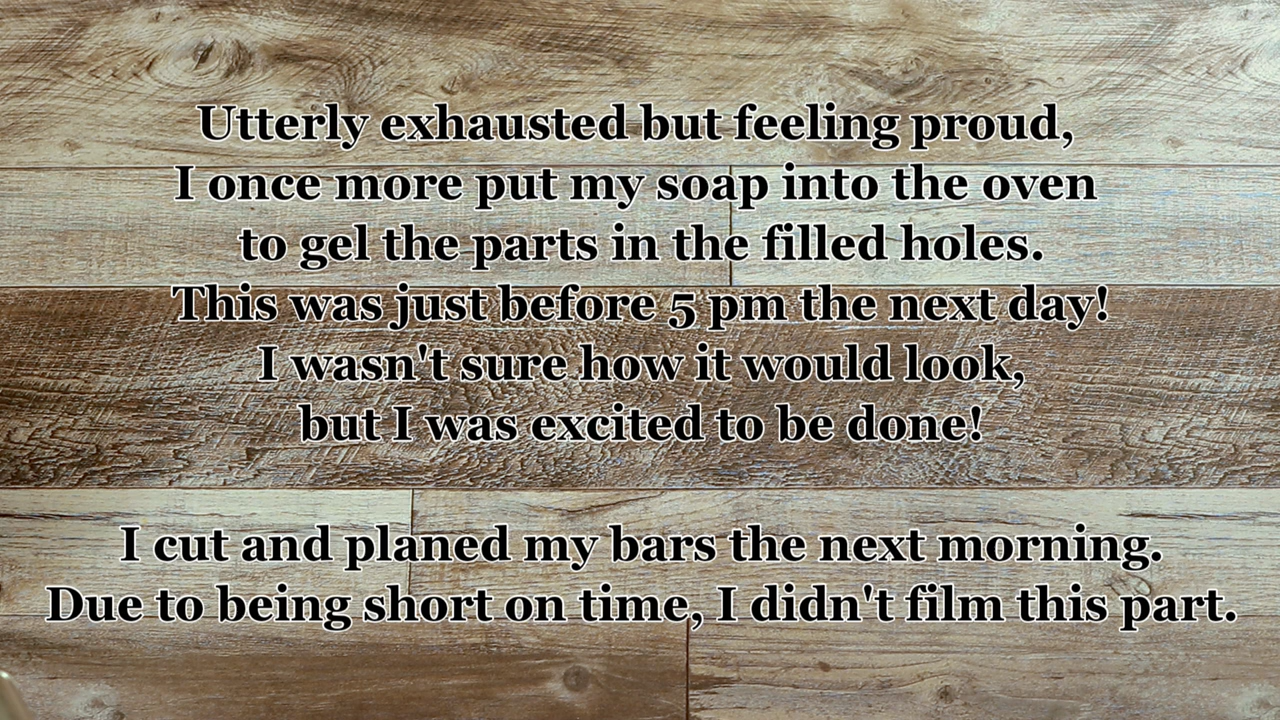 Utterly exhausted but feeling proud,
I once more put my soap into the oven
to gel the parts in the filled holes.
This was just before 5 pm the next day!
I wasn't sure how it would look,
but I was excited to be done!
I cut and planed my bars the next morning.
Due to being short on time, I didn't film this part.